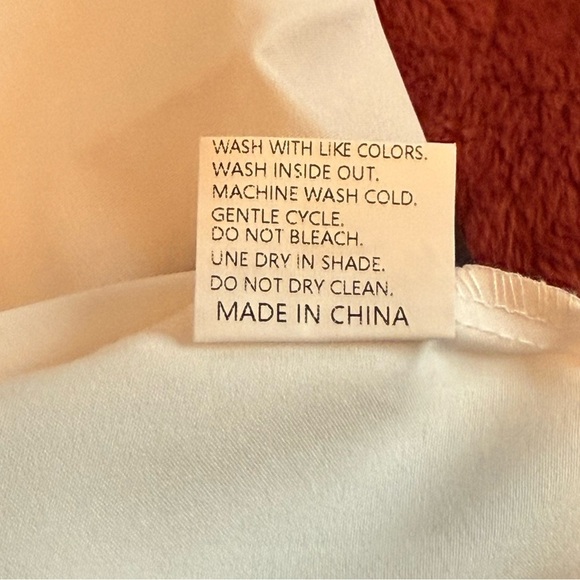 WASH WITH LIKE COLORS.
WASH INSIDE OUT.
MACHINE WASH COLD.
GENTLE CYCLE.
DO NOT BLEACH.
UNE DRY IN SHADE.
DO NOT DRY CLEAN.
MADE IN CHINA